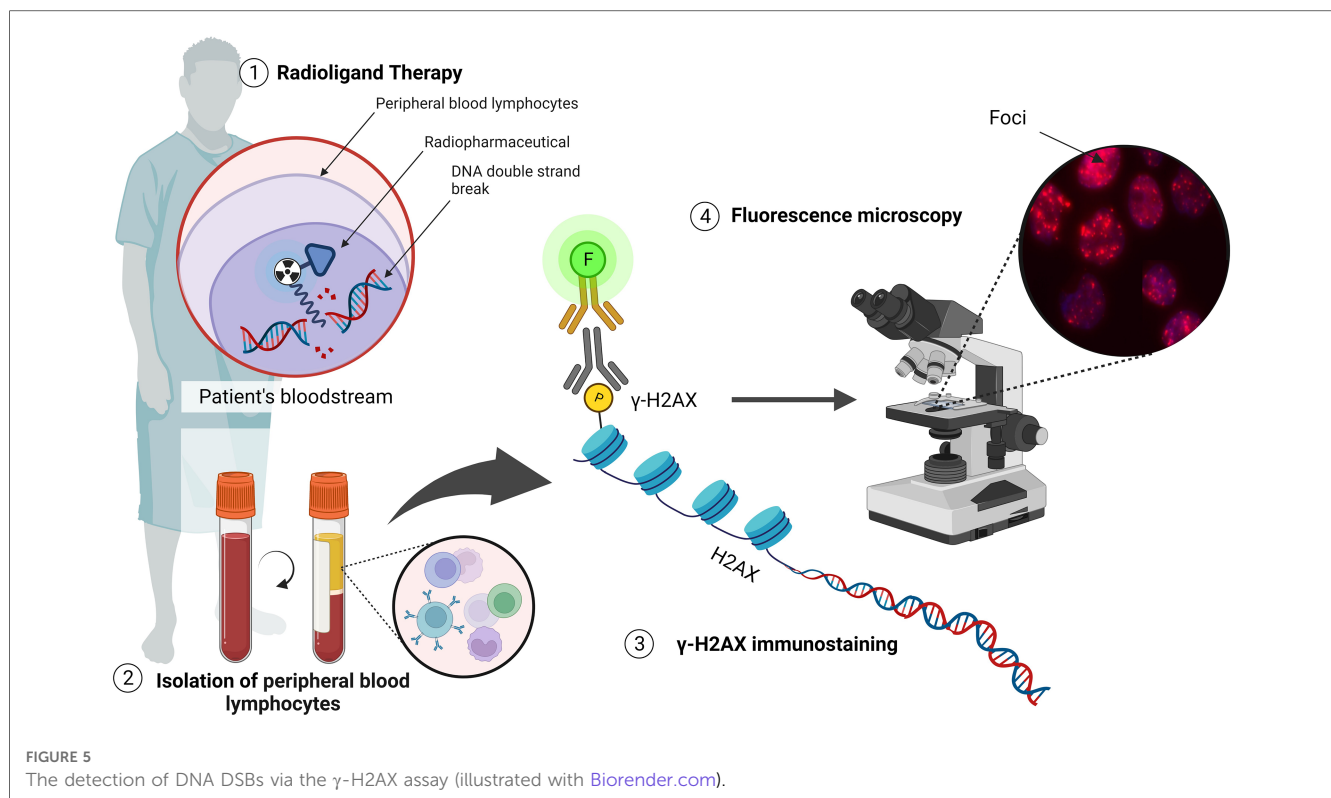 1 Radioligand Therapy
Peripheral blood lymphocytes
Radiopharmaceutical
DNA double strand
break
Patient's bloodstream
2 Isolation of peripheral blood
lymphocytes
F
P
γ-H2AX
H2AX
3 γ-H2AX immunostaining
4 Fluorescence microscopy
Foci
FIGURE 5
The detection of DNA DSBs via the γ-H2AX assay (illustrated with Biorender.com).